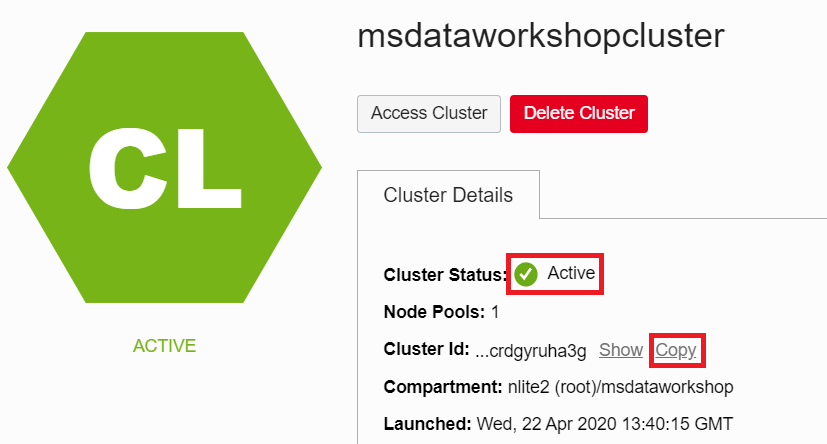 CL
ACTIVE
msdataworkshopcluster
Access Cluster
Delete Cluster
Cluster Details
Cluster Status: Active
Node Pools: 1
Cluster Id: ...crdgyruha3g Show Copy
Compartment: nlite2 (root)/msdataworkshop
Launched: Wed, 22 Apr 2020 13:40:15 GMT